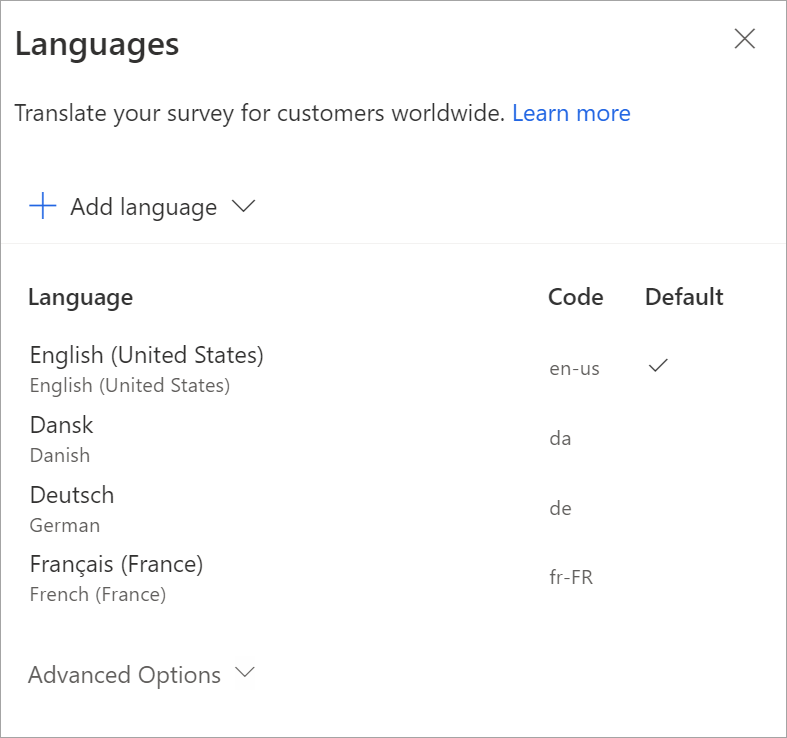 Languages
Translate your survey for customers worldwide. Learn more
Add language
Language Code Default
English (United States)
English (United States) en-us
Dansk
Danish da
Deutsch
German de
Français (France)
French (France) fr-FR
Advanced Options